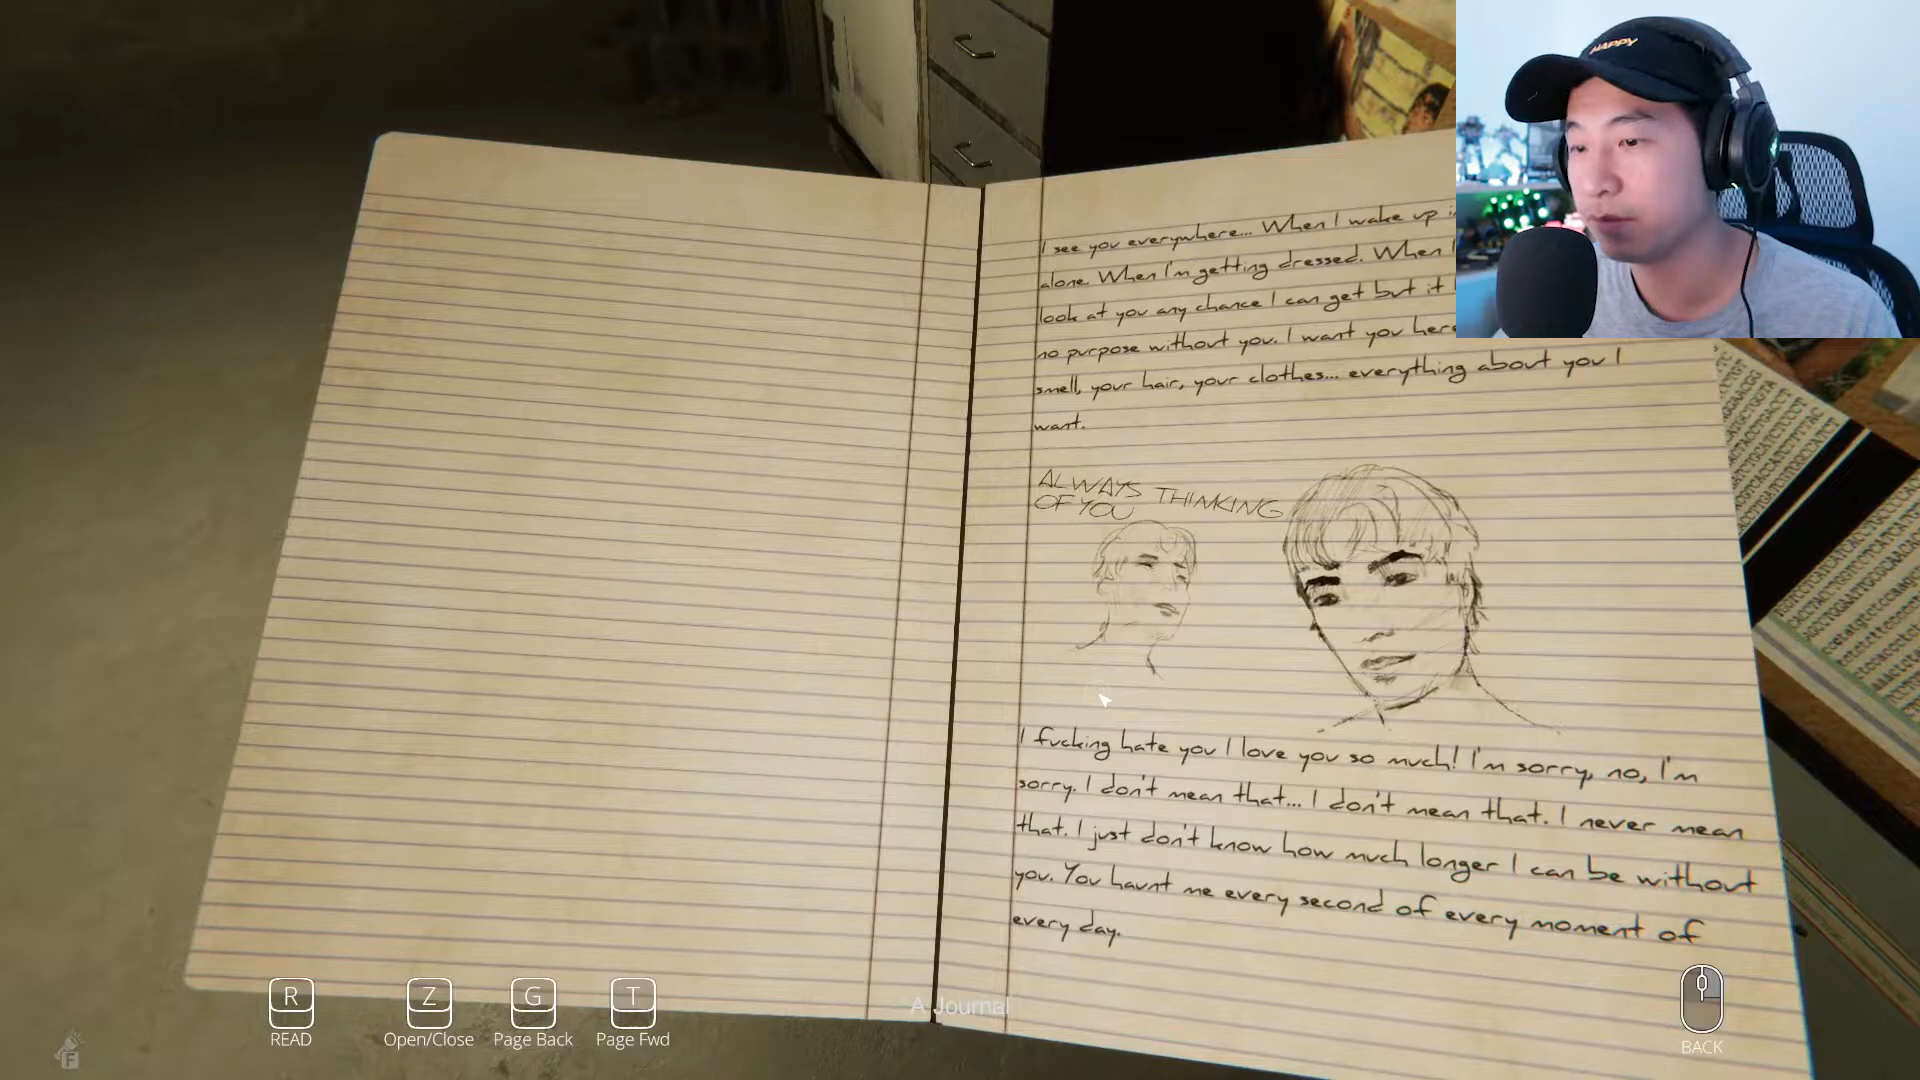 HAPPY
I see you everywhere... When I wake up
alone. When I'm getting dressed. When I
look at you any chance I can get but it
no purpose without you. I want you here
smell, your hair, your clothes... everything about you I
want.
ALWAYS THINKING
OF YOU
I fucking hate you I love you so much! I'm sorry, no, I'm
sorry. I don't mean that... I don't mean that. I never mean
that. I just don't know how much longer I can be without
you. You haunt me every second of every moment of
every day.
A Journal
R
Z
G
T
READ
Open/Close
Page Back
Page Fwd
BACK
F